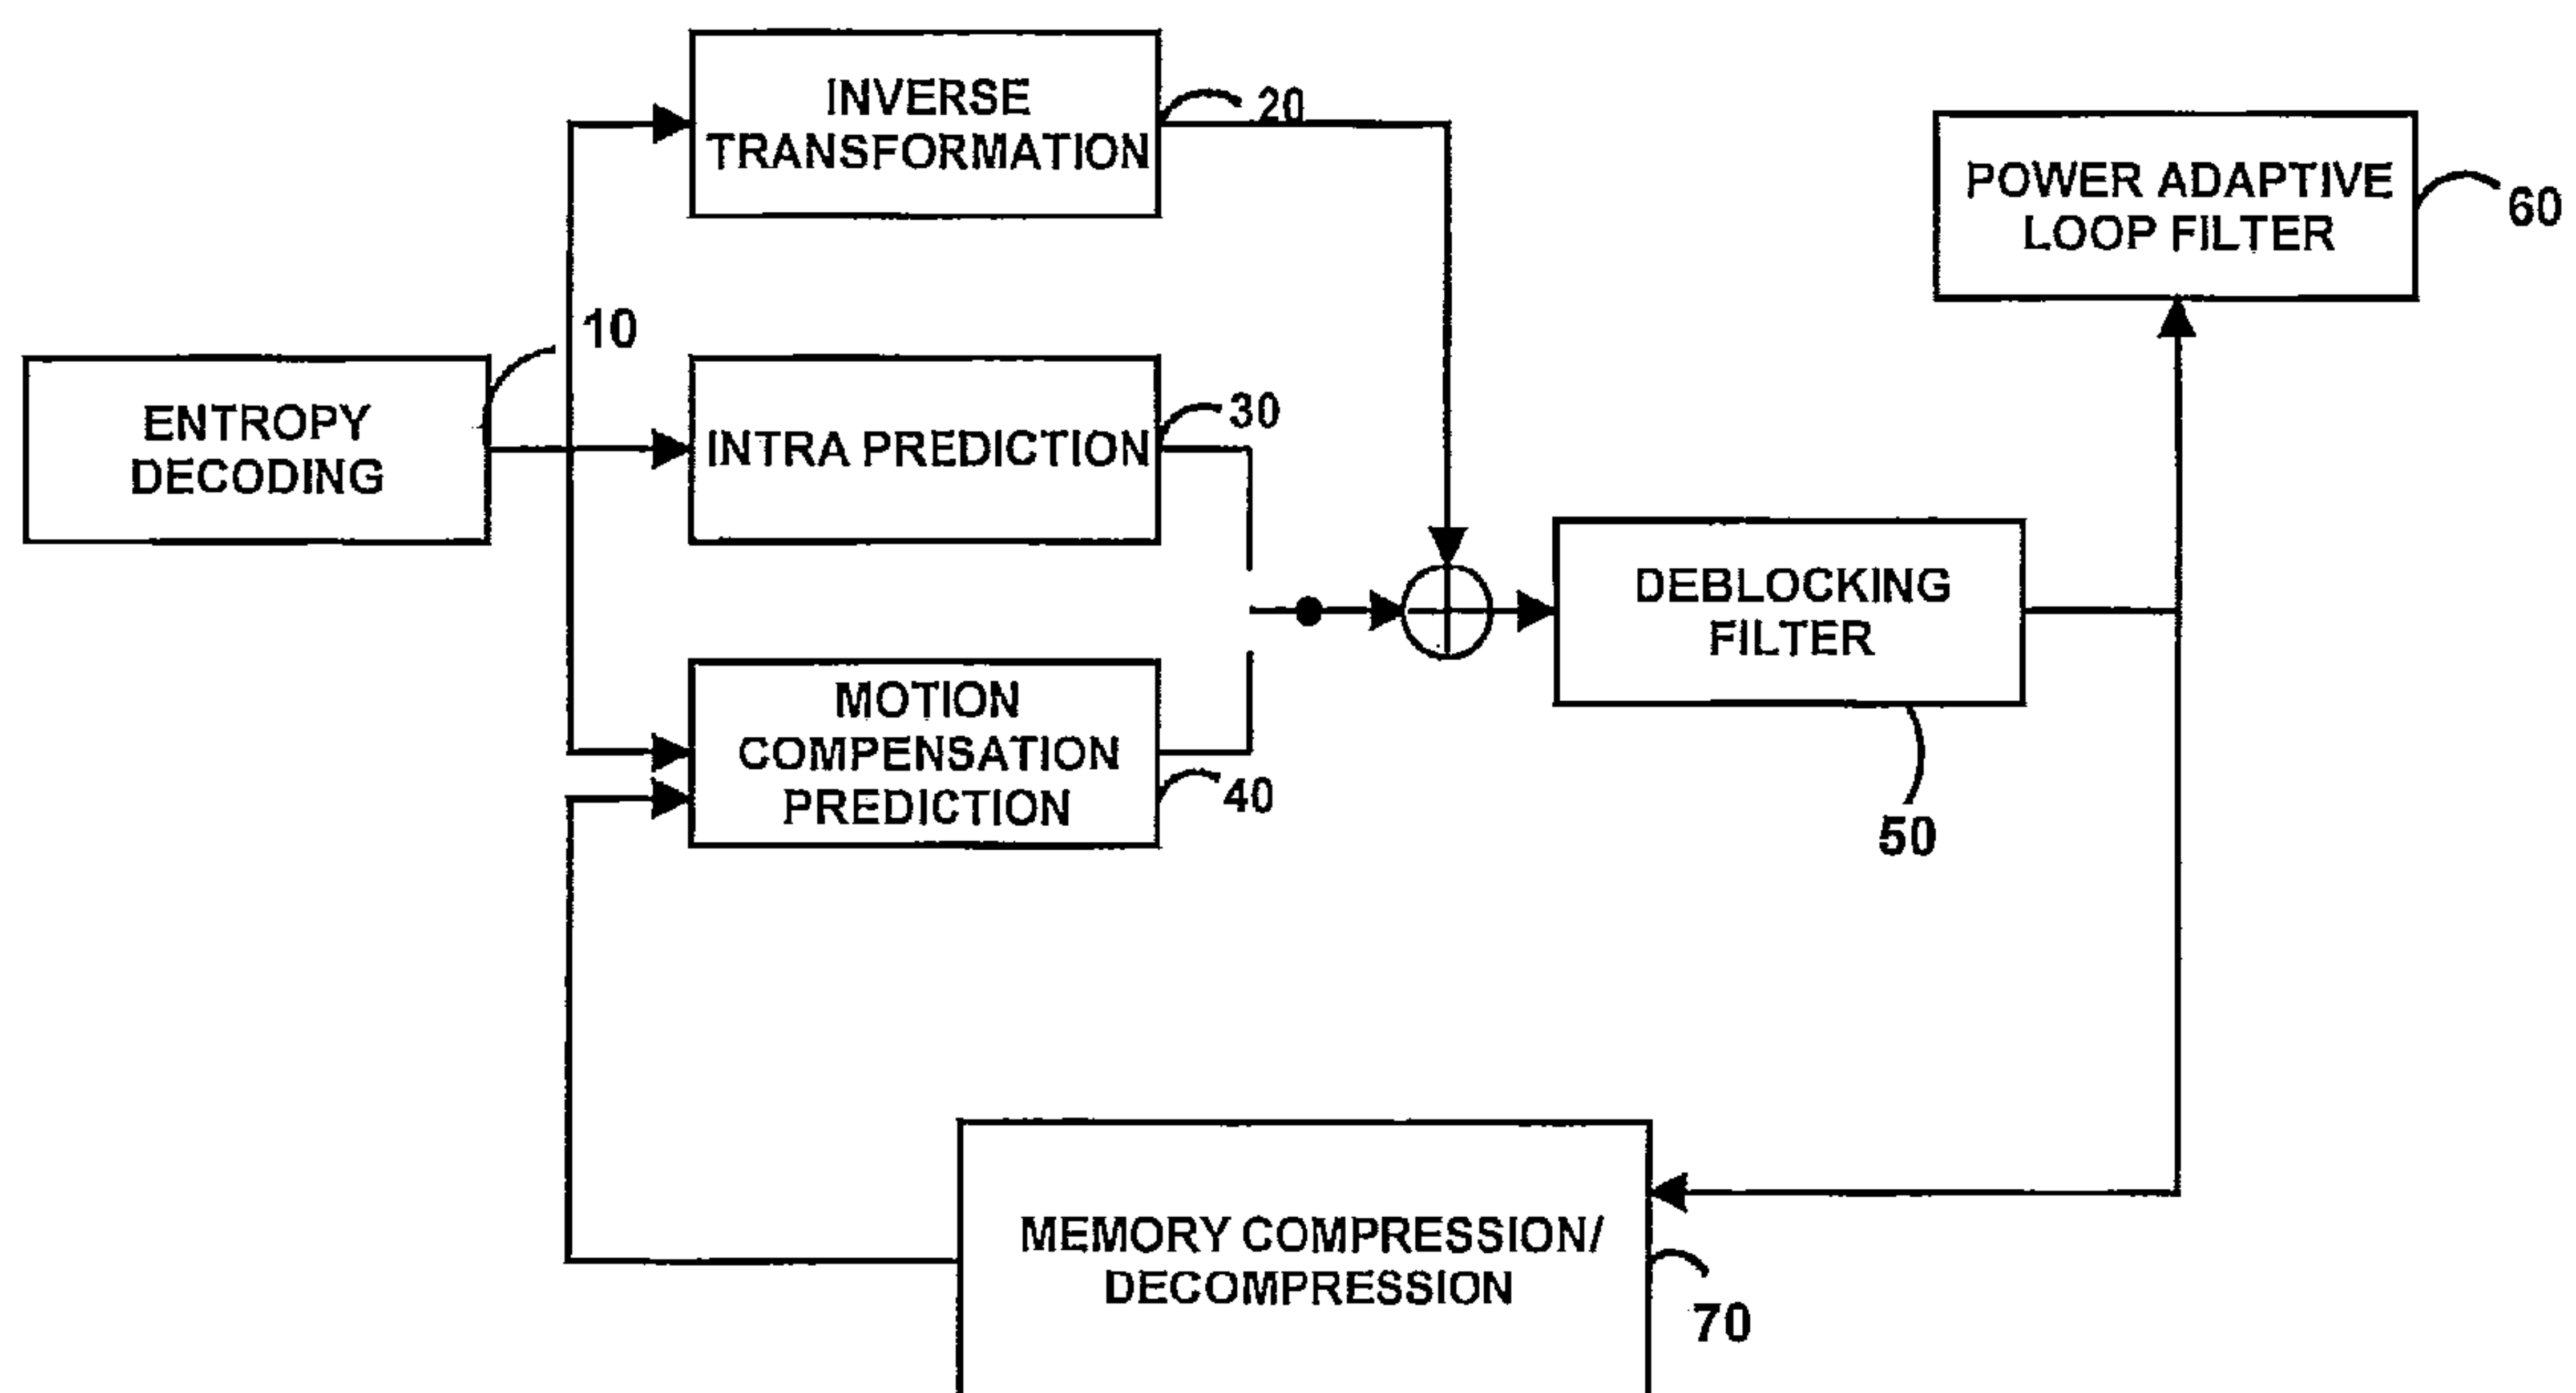 INVERSE
TRANSFORMATION
20
POWER ADAPTIVE
LOOP FILTER
60
10
ENTROPY
DECODING
INTRA PREDICTION
30
DEBLOCKING
FILTER
50
MOTION
COMPENSATION
PREDICTION
40
MEMORY COMPRESSION/
DECOMPRESSION
70